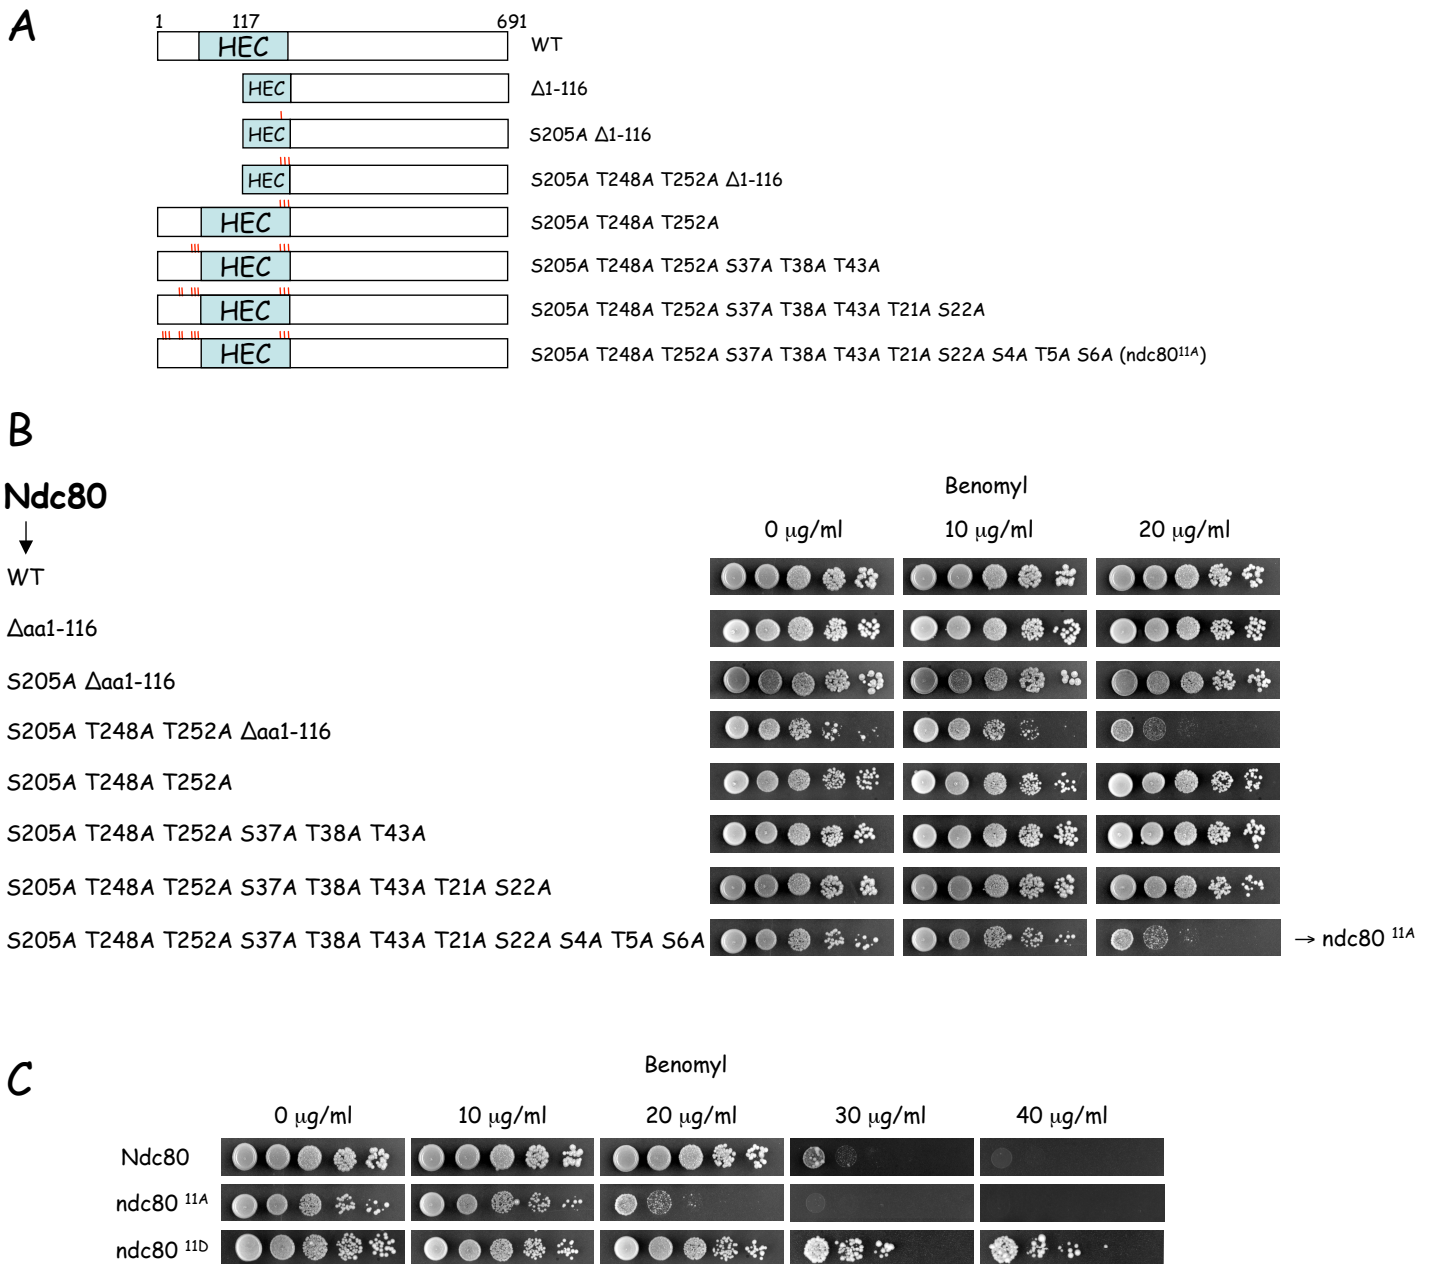 A
1 117 691
HEC WT
HEC Δ1-116
HEC S205A Δ1-116
HEC S205A T248A T252A Δ1-116
HEC S205A T248A T252A
HEC S205A T248A T252A S37A T38A T43A
HEC S205A T248A T252A S37A T38A T43A T21A S22A
HEC S205A T248A T252A S37A T38A T43A T21A S22A S4A T5A S6A (ndc80¹¹ᴬ)
B
Ndc80
Benomyl
0 μg/ml 10 μg/ml 20 μg/ml
WT
Δaa1-116
S205A Δaa1-116
S205A T248A T252A Δaa1-116
S205A T248A T252A
S205A T248A T252A S37A T38A T43A
S205A T248A T252A S37A T38A T43A T21A S22A
S205A T248A T252A S37A T38A T43A T21A S22A S4A T5A S6A → ndc80 ¹¹ᴬ
C
Benomyl
0 μg/ml 10 μg/ml 20 μg/ml 30 μg/ml 40 μg/ml
Ndc80
ndc80 ¹¹ᴬ
ndc80 ¹¹ᴰ